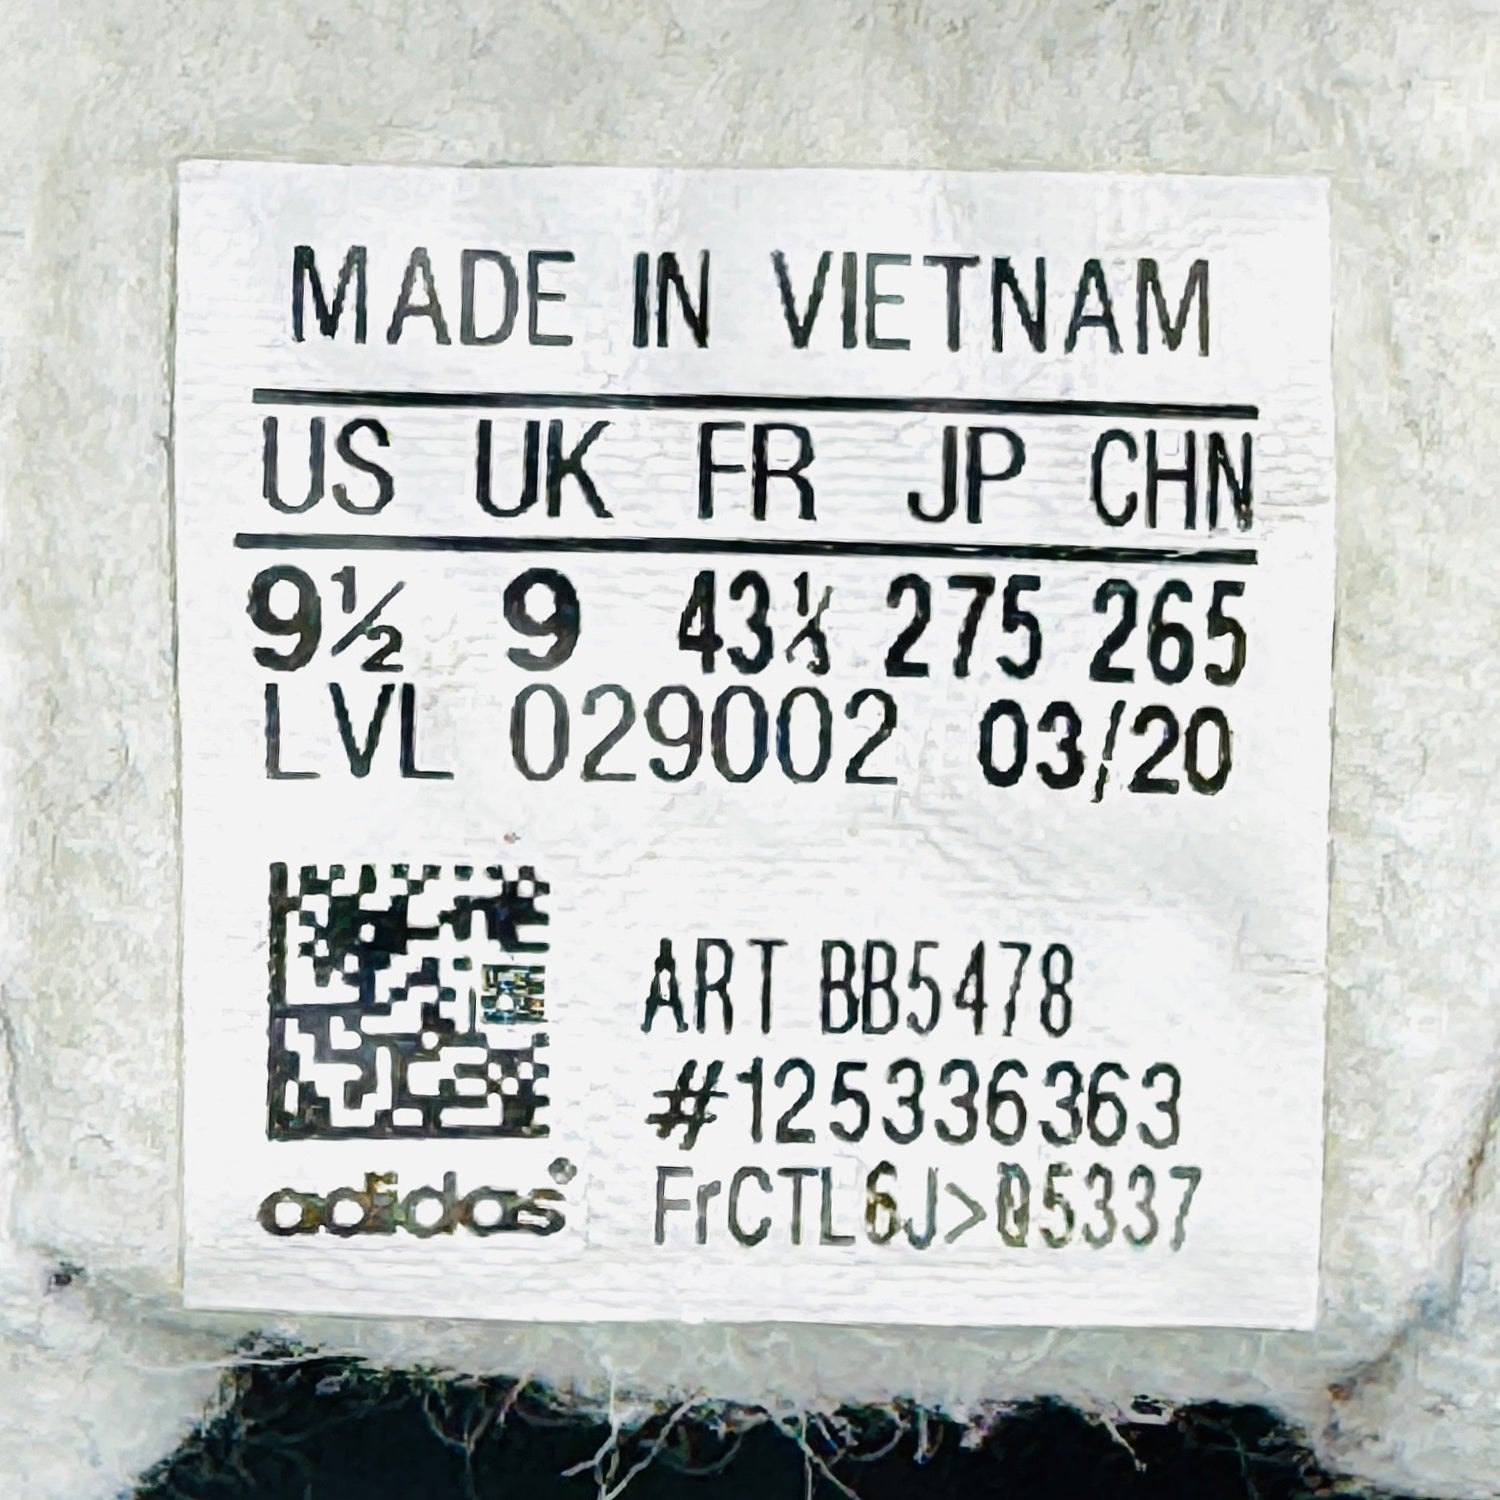 MADE IN VIETNAM
US UK FR JP CHN
9½ 9 43⅓ 275 265
LVL 029002 03/20
ART BB5478
#125336363
adidas® FrCTL6J>05337